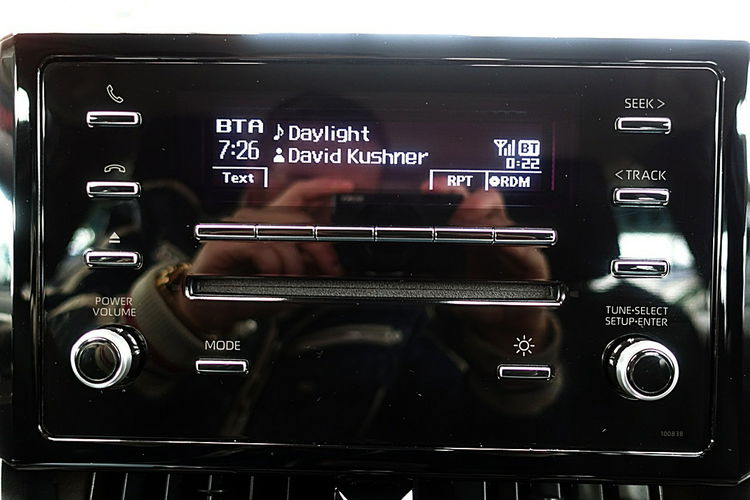 SEEK >
BTA
♪ Daylight
7:26
David Kushner
BT
0:22
Text
RPT
RDM
< TRACK
POWER
VOLUME
MODE
TUNE•SELECT
SETUP•ENTER
100838